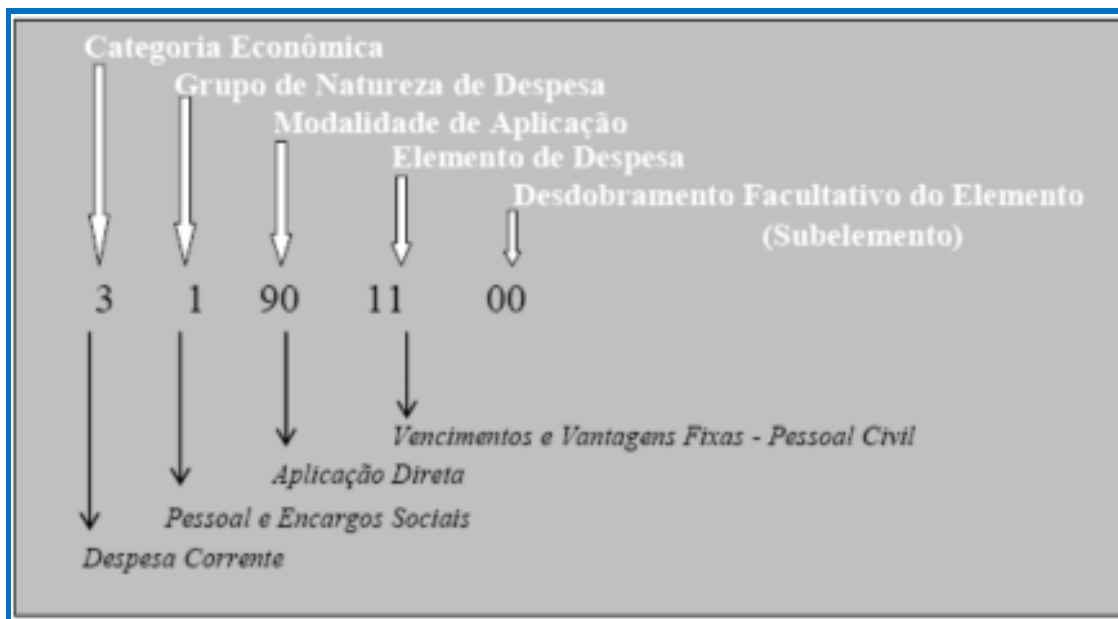 Categoria Econômica
Grupo de Natureza de Despesa
Modalidade de Aplicação
Elemento de Despesa
Desdobramento Facultativo do Elemento
(Subelemento)
3 1 90 11 00
Vencimentos e Vantagens Fixas - Pessoal Civil
Aplicação Direta
Pessoal e Encargos Sociais
Despesa Corrente